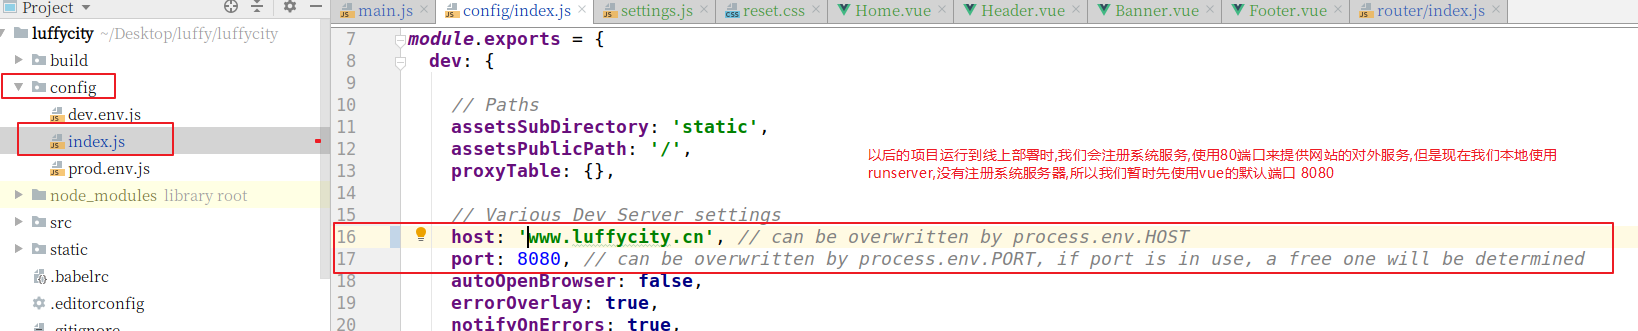 Project
main.js
config/index.js
settings.js
reset.css
Home.vue
Header.vue
Banner.vue
Footer.vue
router/index.js
luffycity ~/Desktop/luffy/luffycity
build
config
dev.env.js
index.js
prod.env.js
node_modules library root
src
static
.babelrc
.editorconfig
.gitignore
7 module.exports = {
8 dev: {
9
10 // Paths
11 assetsSubDirectory: 'static',
12 assetsPublicPath: '/',
13 proxyTable: {},
14
15 // Various Dev Server settings
16 host: 'www.luffycity.cn', // can be overwritten by process.env.HOST
17 port: 8080, // can be overwritten by process.env.PORT, if port is in use, a free one will be determined
18 autoOpenBrowser: false,
19 errorOverlay: true,
20 notifyOnErrors: true,
以后的项目运行到线上部署时,我们会注册系统服务,使用80端口来提供网站的对外服务,但是现在我们本地使用
runserver,没有注册系统服务器,所以我们暂时先使用vue的默认端口 8080